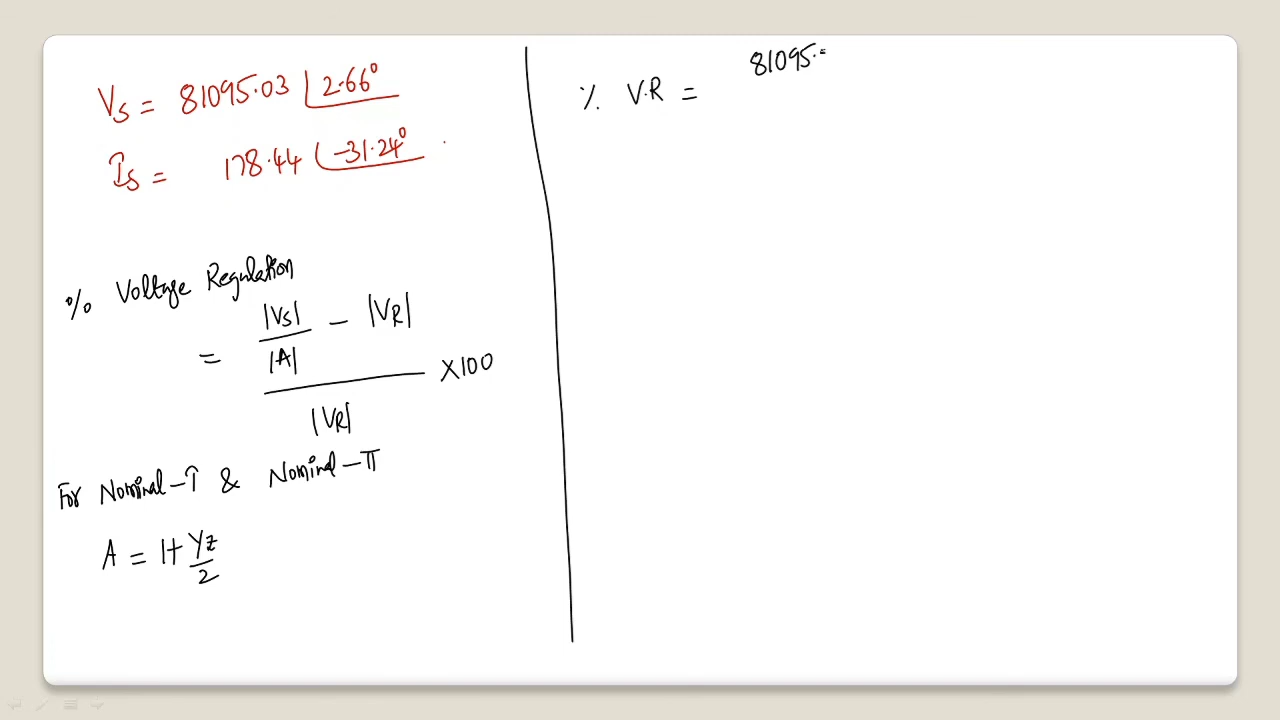 Vs = 81095.03 ∠2.66°
Is = 178.44 ∠-31.24°
% Voltage Regulation
= (|Vs|/|A| - |VR|) / |VR| X100
For Nominal-T & Nominal-π
A = 1+ YZ/2
% V.R = 81095.